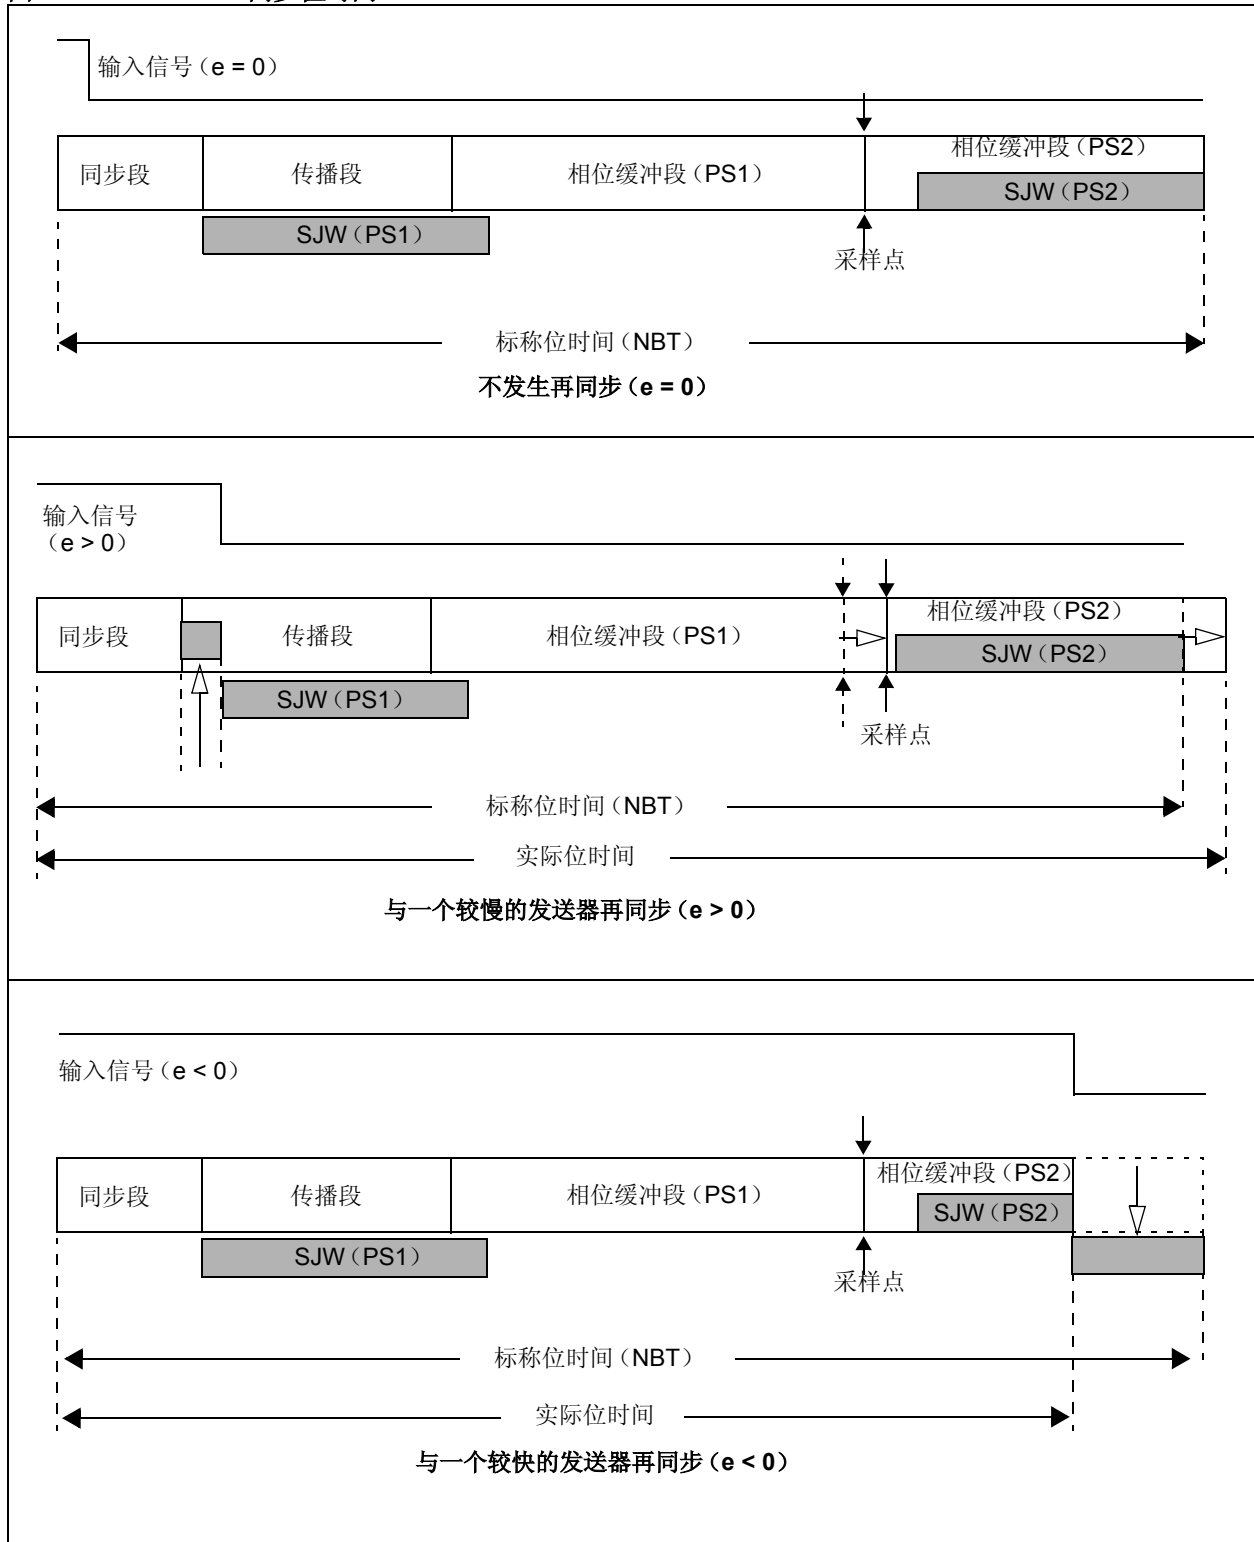 输入信号（e = 0）
同步段
传播段
相位缓冲段（PS1）
相位缓冲段（PS2）
SJW（PS2）
SJW（PS1）
采样点
标称位时间（NBT）
不发生再同步（e = 0）
输入信号
（e > 0）
同步段
传播段
相位缓冲段（PS1）
相位缓冲段（PS2）
SJW（PS2）
SJW（PS1）
采样点
标称位时间（NBT）
实际位时间
与一个较慢的发送器再同步（e > 0）
输入信号（e < 0）
同步段
传播段
相位缓冲段（PS1）
相位缓冲段（PS2）
SJW（PS2）
SJW（PS1）
采样点
标称位时间（NBT）
实际位时间
与一个较快的发送器再同步（e < 0）